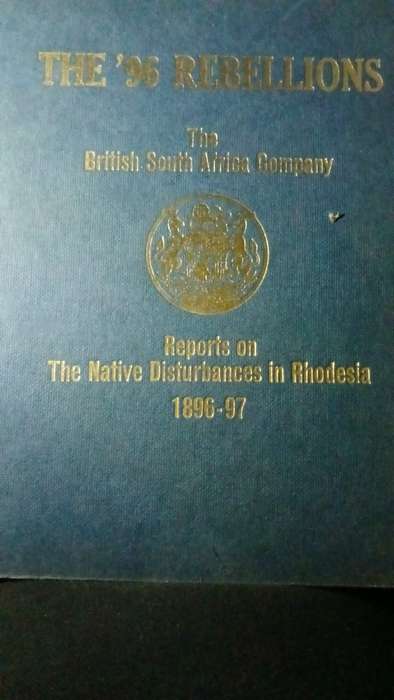 THE '96 REBELLIONS
The
British South Africa Company
Reports on
The Native Disturbances in Rhodesia
1896-97